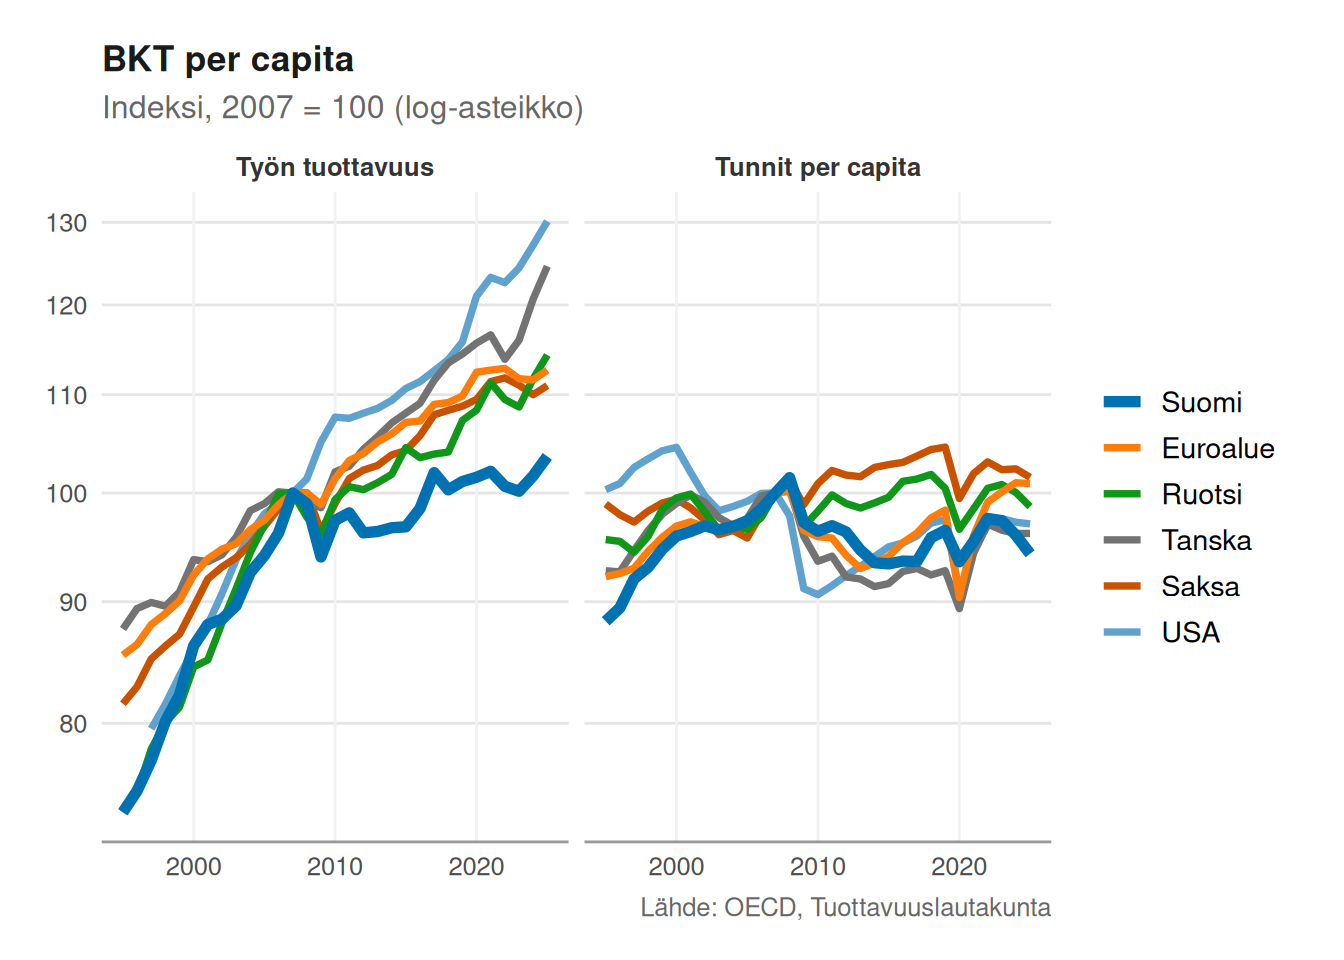 BKT per capita
Indeksi, 2007 = 100 (log-asteikko)
Työn tuottavuus
Tunnit per capita
130
120
110
100
90
80
2000
2010
2020
2000
2010
2020
Suomi
Euroalue
Ruotsi
Tanska
Saksa
USA
Lähde: OECD, Tuottavuuslautakunta